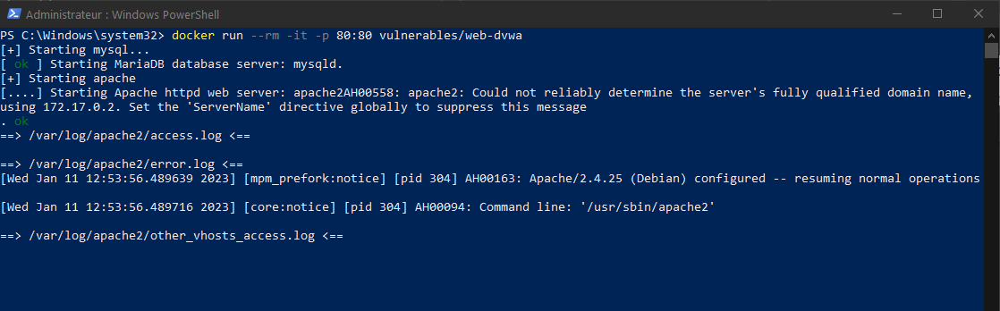 Administrateur : Windows PowerShell
PS C:\Windows\system32> docker run --rm -it -p 80:80 vulnerables/web-dvwa
[+] Starting mysql...
[ ok ] Starting MariaDB database server: mysqld.
[+] Starting apache
[....] Starting Apache httpd web server: apache2AH00558: apache2: Could not reliably determine the server's fully qualified domain name,
using 172.17.0.2. Set the 'ServerName' directive globally to suppress this message
. ok
==> /var/log/apache2/access.log <==
==> /var/log/apache2/error.log <==
[Wed Jan 11 12:53:56.489639 2023] [mpm_prefork:notice] [pid 304] AH00163: Apache/2.4.25 (Debian) configured -- resuming normal operations
[Wed Jan 11 12:53:56.489716 2023] [core:notice] [pid 304] AH00094: Command line: '/usr/sbin/apache2'
==> /var/log/apache2/other_vhosts_access.log <==